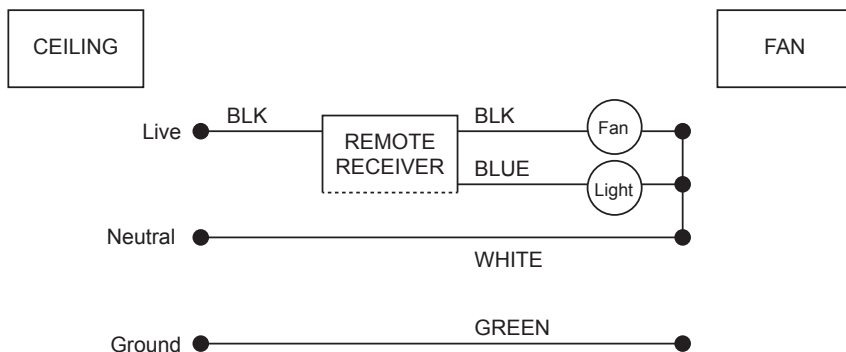 CEILING
FAN
Live
BLK
REMOTE
RECEIVER
BLK
Fan
BLUE
Light
Neutral
WHITE
Ground
GREEN